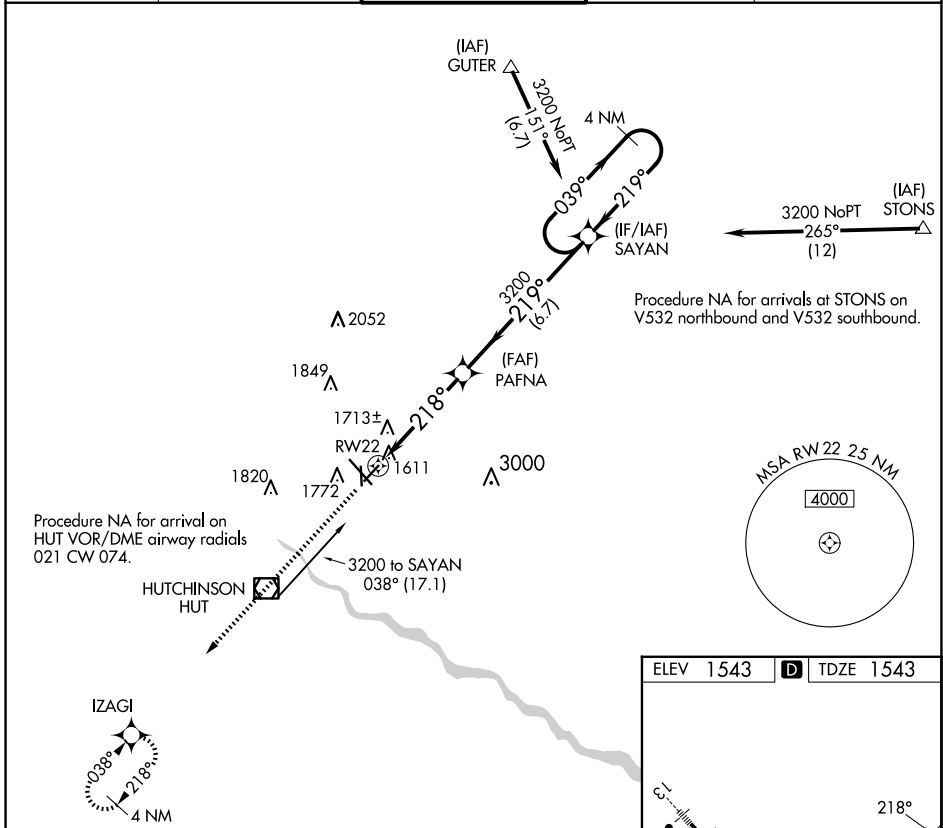 (IAF)
GUTER
3200 NoPT
151°
(6.7)
4 NM
039°
219°
(IF/IAF)
SAYAN
(IAF)
STONS
3200 NoPT
265°
(12)
Procedure NA for arrivals at STONS on
V532 northbound and V532 southbound.
3200
219°
(6.7)
2052
(FAF)
PAFNA
1849
218°
1713±
RW22
1611
3000
1820
1772
MSA RW 22 25 NM
4000
Procedure NA for arrival on
HUT VOR/DME airway radials
021 CW 074.
3200 to SAYAN
038° (17.1)
HUTCHINSON
HUT
IZAGI
038°
218°
4 NM
ELEV 1543 D TDZE 1543
13
218°